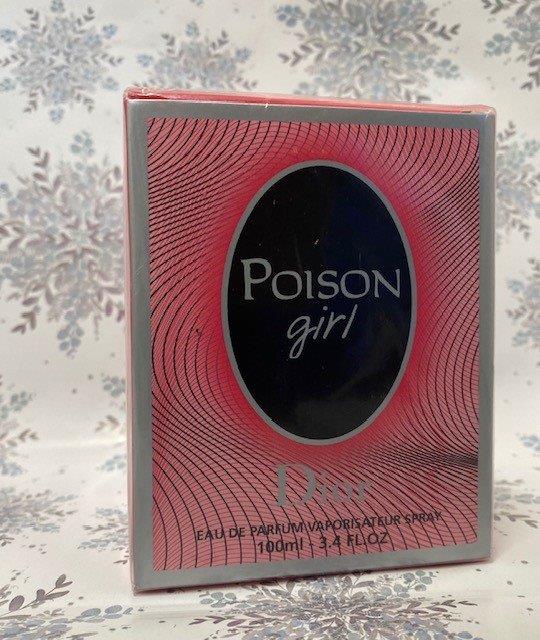 POISON
girl
Dior
EAU DE PARFUM VAPORISATEUR SPRAY
100ml - 3.4 FL.OZ